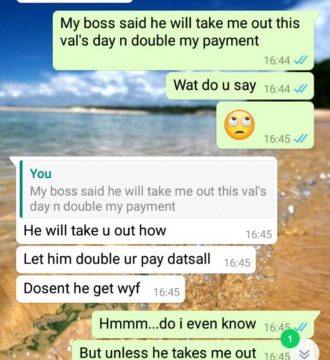 My boss said he will take me out this
val's day n double my payment
16:44
Wat do u say 16:44
16:45
You
My boss said he will take me out this val's
day n double my payment
He will take u out how 16:45
Let him double ur pay datsall 16:45
Dosent he get wyf 16:45
Hmmm...do i even know 16:45
1
But unless he takes me out 16:45